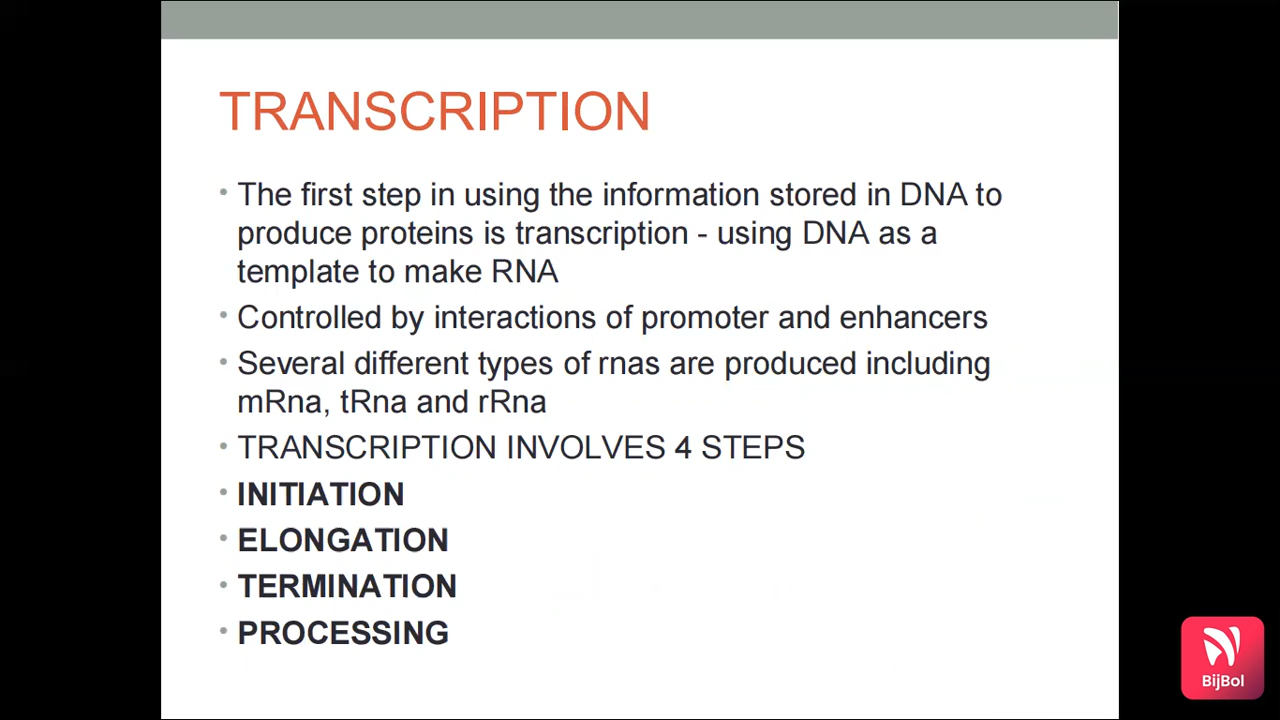 TRANSCRIPTION
• The first step in using the information stored in DNA to
produce proteins is transcription - using DNA as a
template to make RNA
• Controlled by interactions of promoter and enhancers
• Several different types of rnas are produced including
mRna, tRna and rRna
• TRANSCRIPTION INVOLVES 4 STEPS
• INITIATION
• ELONGATION
• TERMINATION
• PROCESSING
BijBol